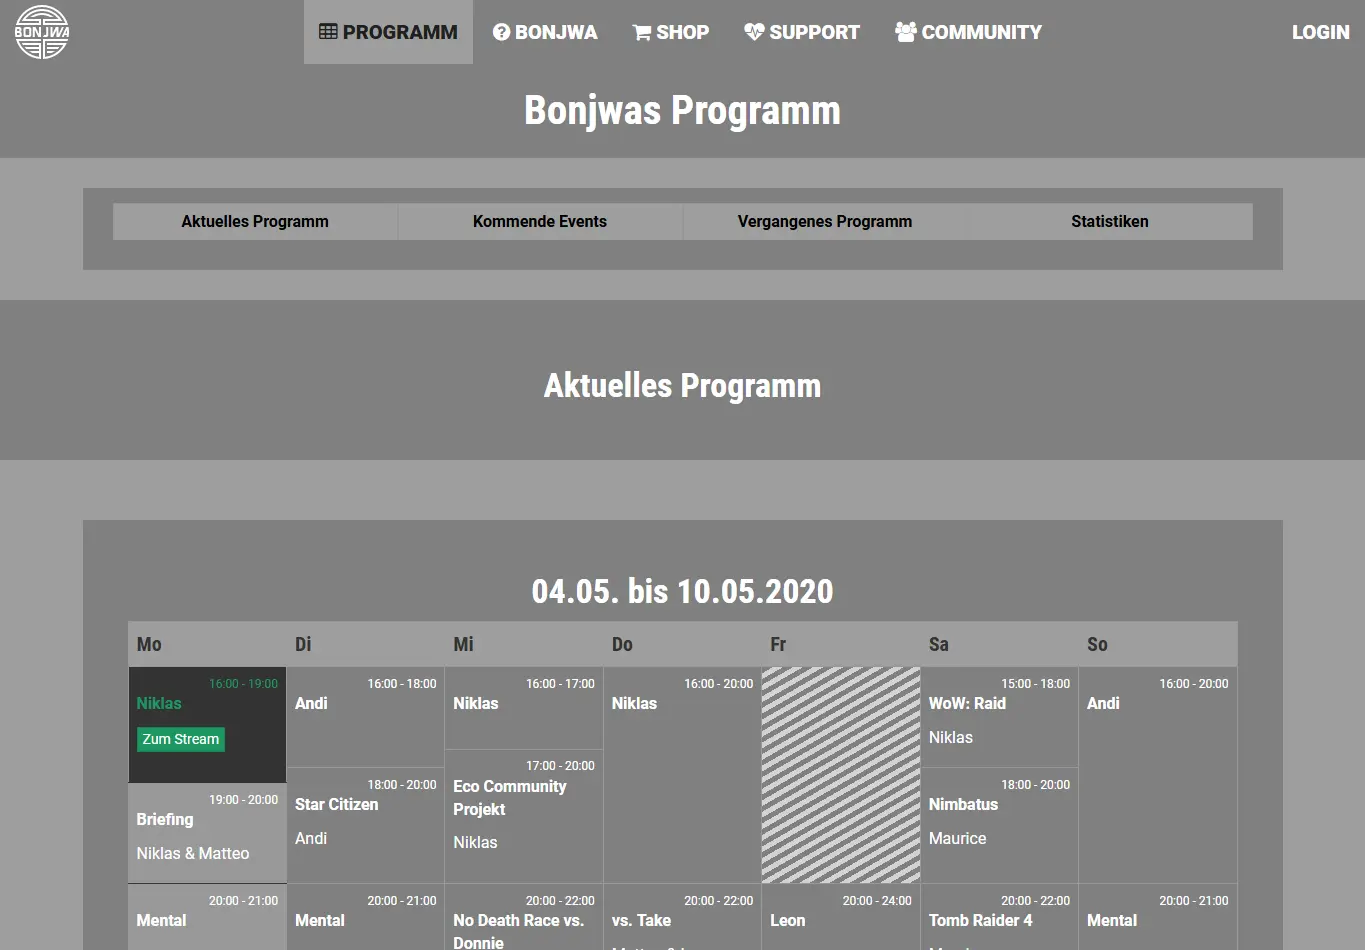 BONJWA
PROGRAMM
BONJWA
SHOP
SUPPORT
COMMUNITY
LOGIN
Bonjwas Programm
Aktuelles Programm
Kommende Events
Vergangenes Programm
Statistiken
Aktuelles Programm
04.05. bis 10.05.2020
Mo
Di
Mi
Do
Fr
Sa
So
16:00 - 19:00
Niklas
Zum Stream
19:00 - 20:00
Briefing
Niklas & Matteo
20:00 - 21:00
Mental
16:00 - 18:00
Andi
18:00 - 20:00
Star Citizen
Andi
20:00 - 21:00
Mental
16:00 - 17:00
Niklas
17:00 - 20:00
Eco Community
Projekt
Niklas
20:00 - 22:00
No Death Race vs.
Donnie
16:00 - 20:00
Niklas
20:00 - 22:00
vs. Take
20:00 - 24:00
Leon
15:00 - 18:00
WoW: Raid
Niklas
18:00 - 20:00
Nimbatus
Maurice
20:00 - 22:00
Tomb Raider 4
16:00 - 20:00
Andi
20:00 - 21:00
Mental